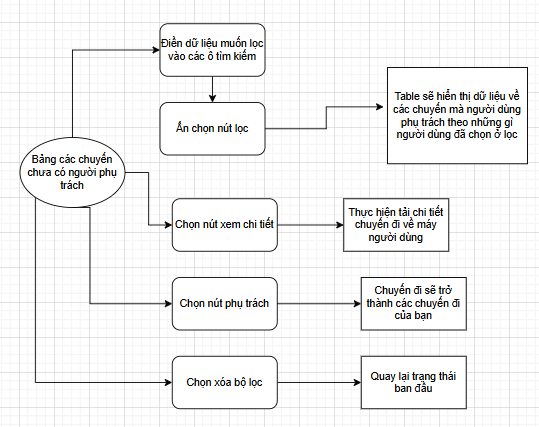 Điền dữ liệu muốn lọc
vào các ô tìm kiếm
Ấn chọn nút lọc
Table sẽ hiển thị dữ liệu về
các chuyến mà người dùng
phụ trách theo những gì
người dùng đã chọn ở lọc
Bảng các chuyến
chưa có người phụ
trách
Chọn nút xem chi tiết
Thực hiện tải chi tiết
chuyến đi về máy
người dùng
Chọn nút phụ trách
Chuyến đi sẽ trở
thành các chuyến đi
của bạn
Chọn xóa bộ lọc
Quay lại trạng thái
ban đầu